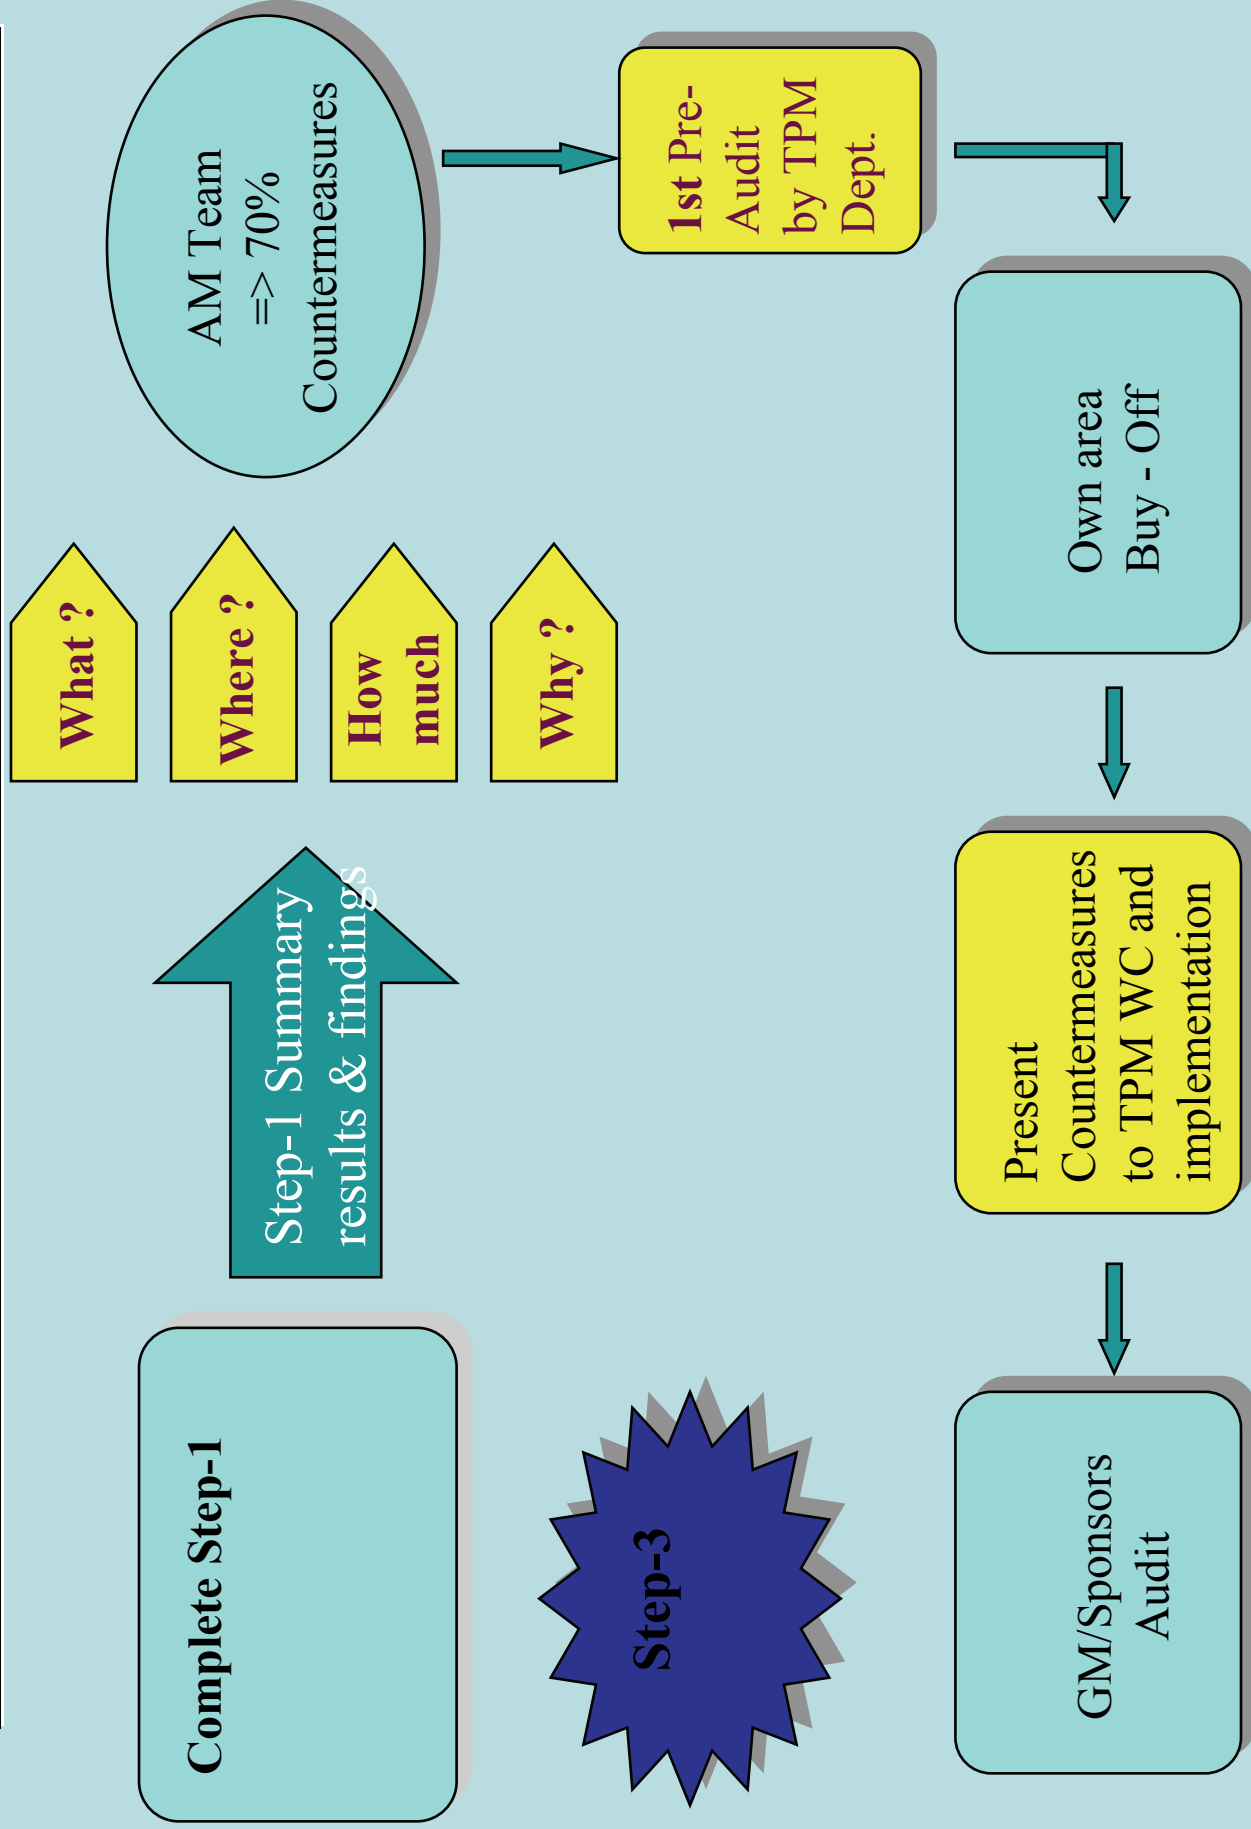 Complete Step-1
Step-1 Summary
results & findings
What ?
Where ?
How
much
Why ?
AM Team
=> 70%
Countermeasures
1st Pre-
Audit
by TPM
Dept.
Own area
Buy - Off
Present
Countermeasures
to TPM WC and
implementation
GM/Sponsors
Audit
Step-3